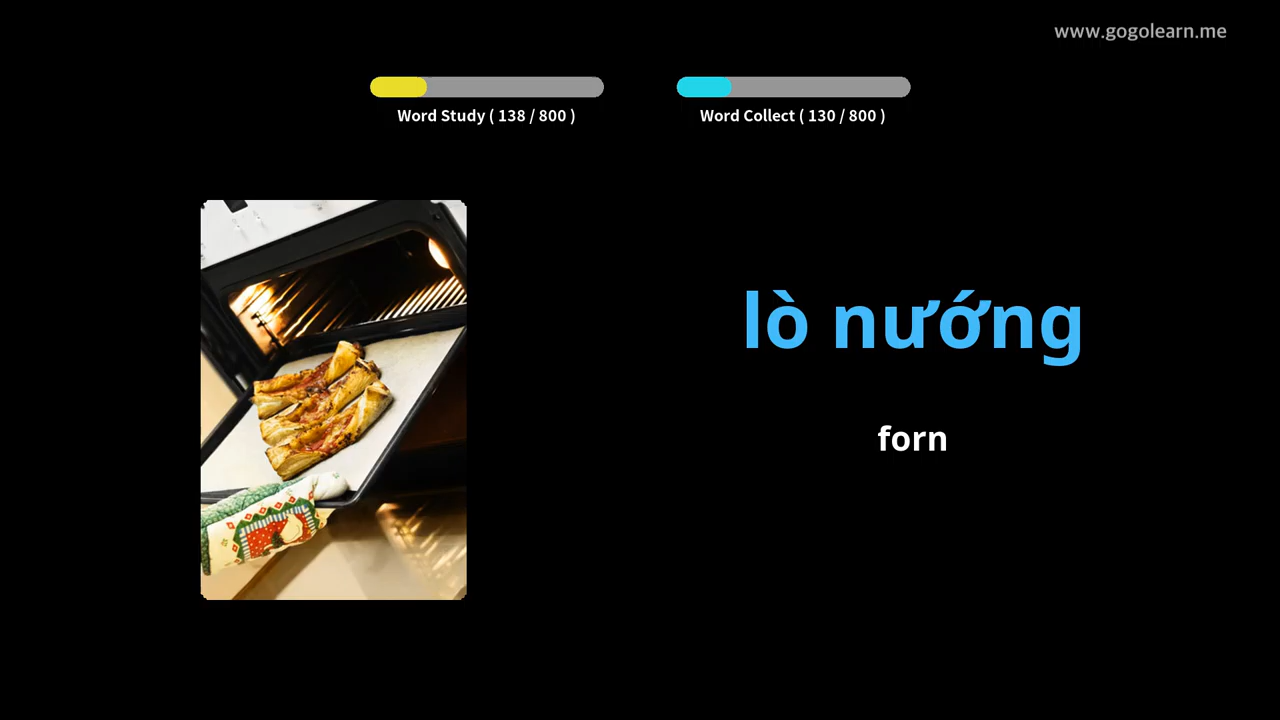 www.gogolearn.me
Word Study ( 138 / 800 )
Word Collect ( 130 / 800 )
lò nướng
forn